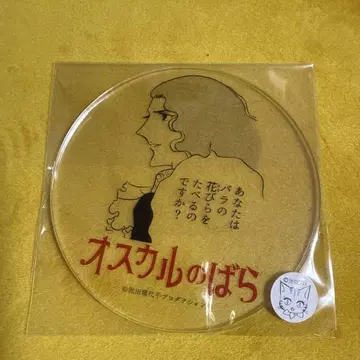 あなたは
バラの
花びらを
たべるの
ですか？
オスカルのばら
©池田理代子プロダクション